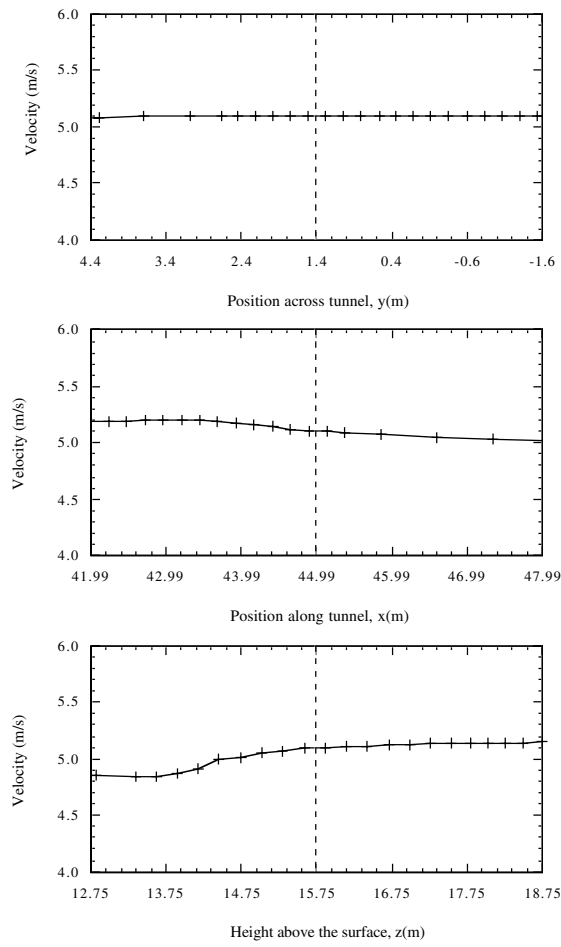 6.0
5.5
5.0
4.5
4.0
Velocity (m/s)
4.4 3.4 2.4 1.4 0.4 -0.6 -1.6
Position across tunnel, y(m)
6.0
5.5
5.0
4.5
4.0
Velocity (m/s)
41.99 42.99 43.99 44.99 45.99 46.99 47.99
Position along tunnel, x(m)
6.0
5.5
5.0
4.5
4.0
Velocity (m/s)
12.75 13.75 14.75 15.75 16.75 17.75 18.75
Height above the surface, z(m)